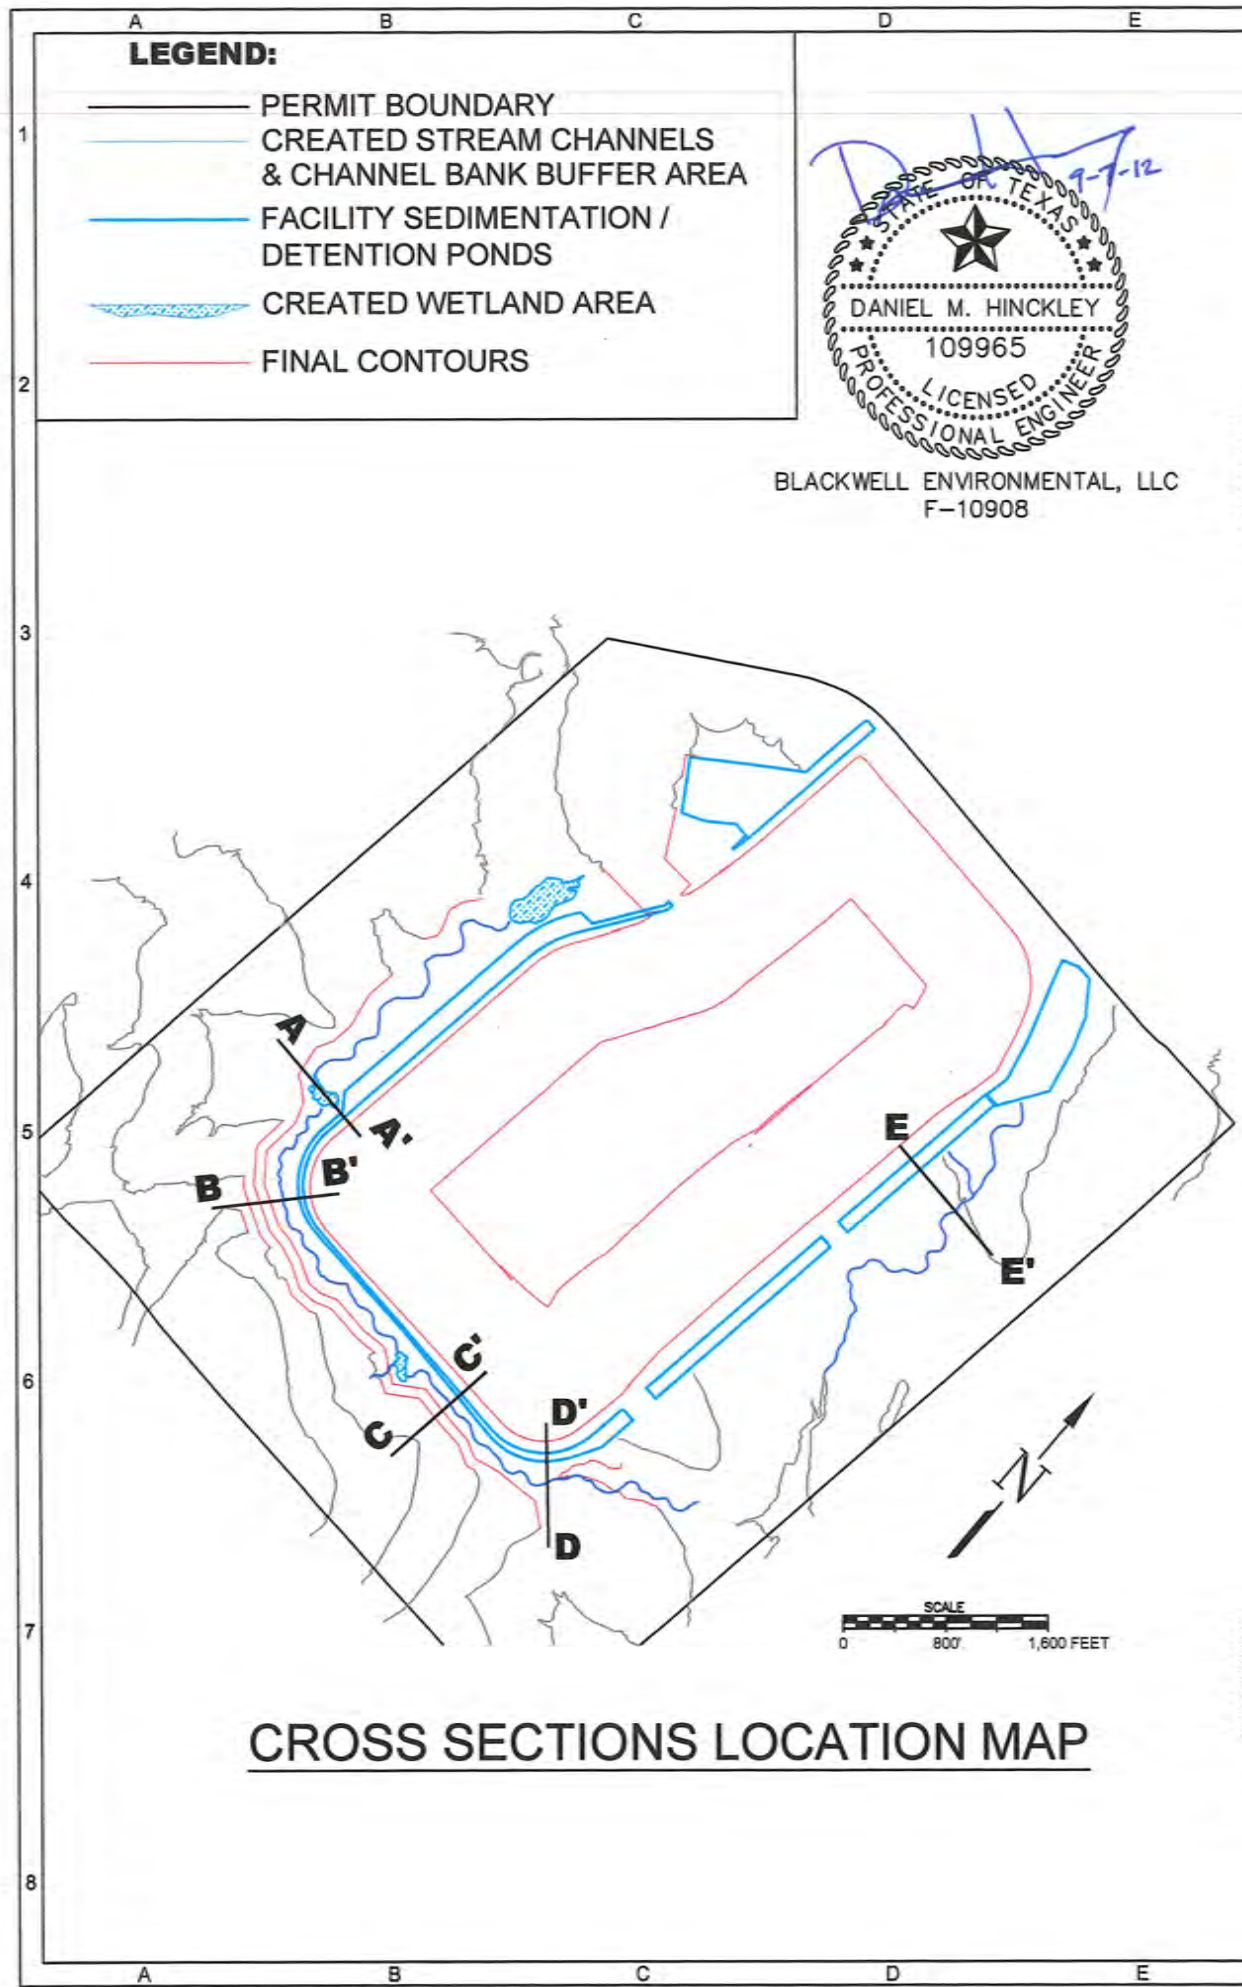 A B C D E
LEGEND:
PERMIT BOUNDARY
CREATED STREAM CHANNELS
& CHANNEL BANK BUFFER AREA
FACILITY SEDIMENTATION /
DETENTION PONDS
CREATED WETLAND AREA
FINAL CONTOURS
9-7-12
STATE OF TEXAS
DANIEL M. HINCKLEY
109965
LICENSED
PROFESSIONAL ENGINEER
BLACKWELL ENVIRONMENTAL, LLC
F-10908
1
2
3
4
5
6
7
8
A
A'
B
B'
C
C'
D'
D
E
E'
N
SCALE
0 800' 1,600 FEET
CROSS SECTIONS LOCATION MAP
A B C D E